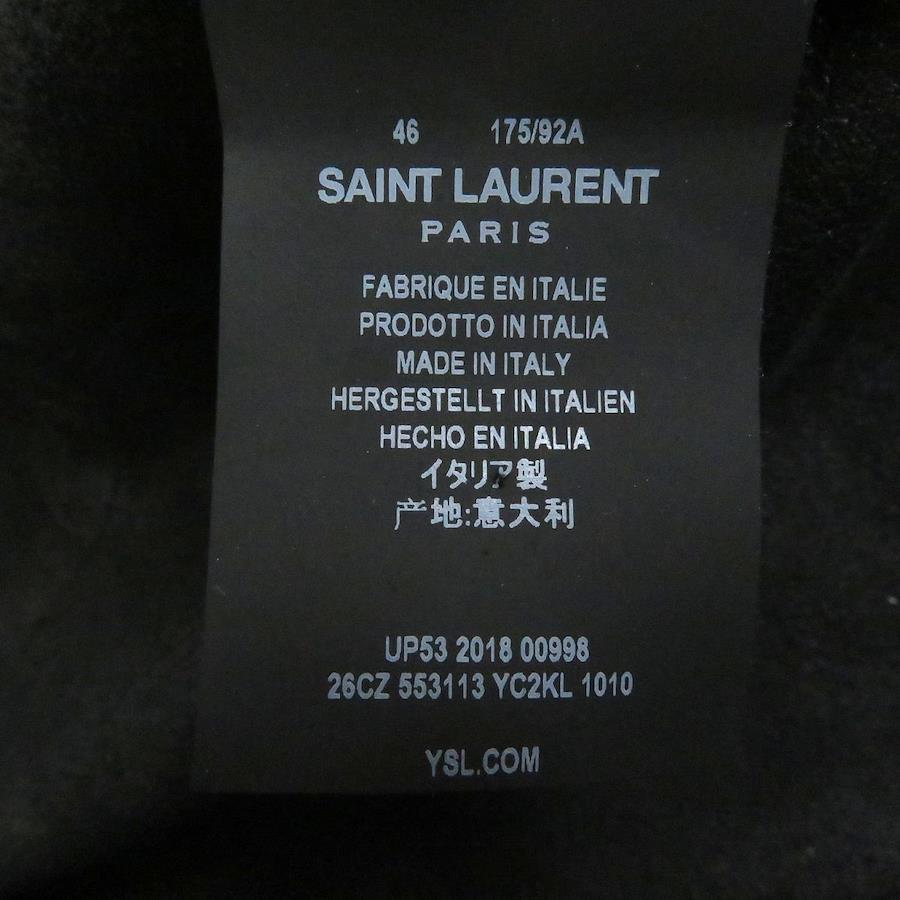 46 175/92A
SAINT LAURENT
PARIS
FABRIQUE EN ITALIE
PRODOTTO IN ITALIA
MADE IN ITALY
HERGESTELLT IN ITALIEN
HECHO EN ITALIA
イタリア製
产地:意大利
UP53 2018 00998
26CZ 553113 YC2KL 1010
YSL.COM